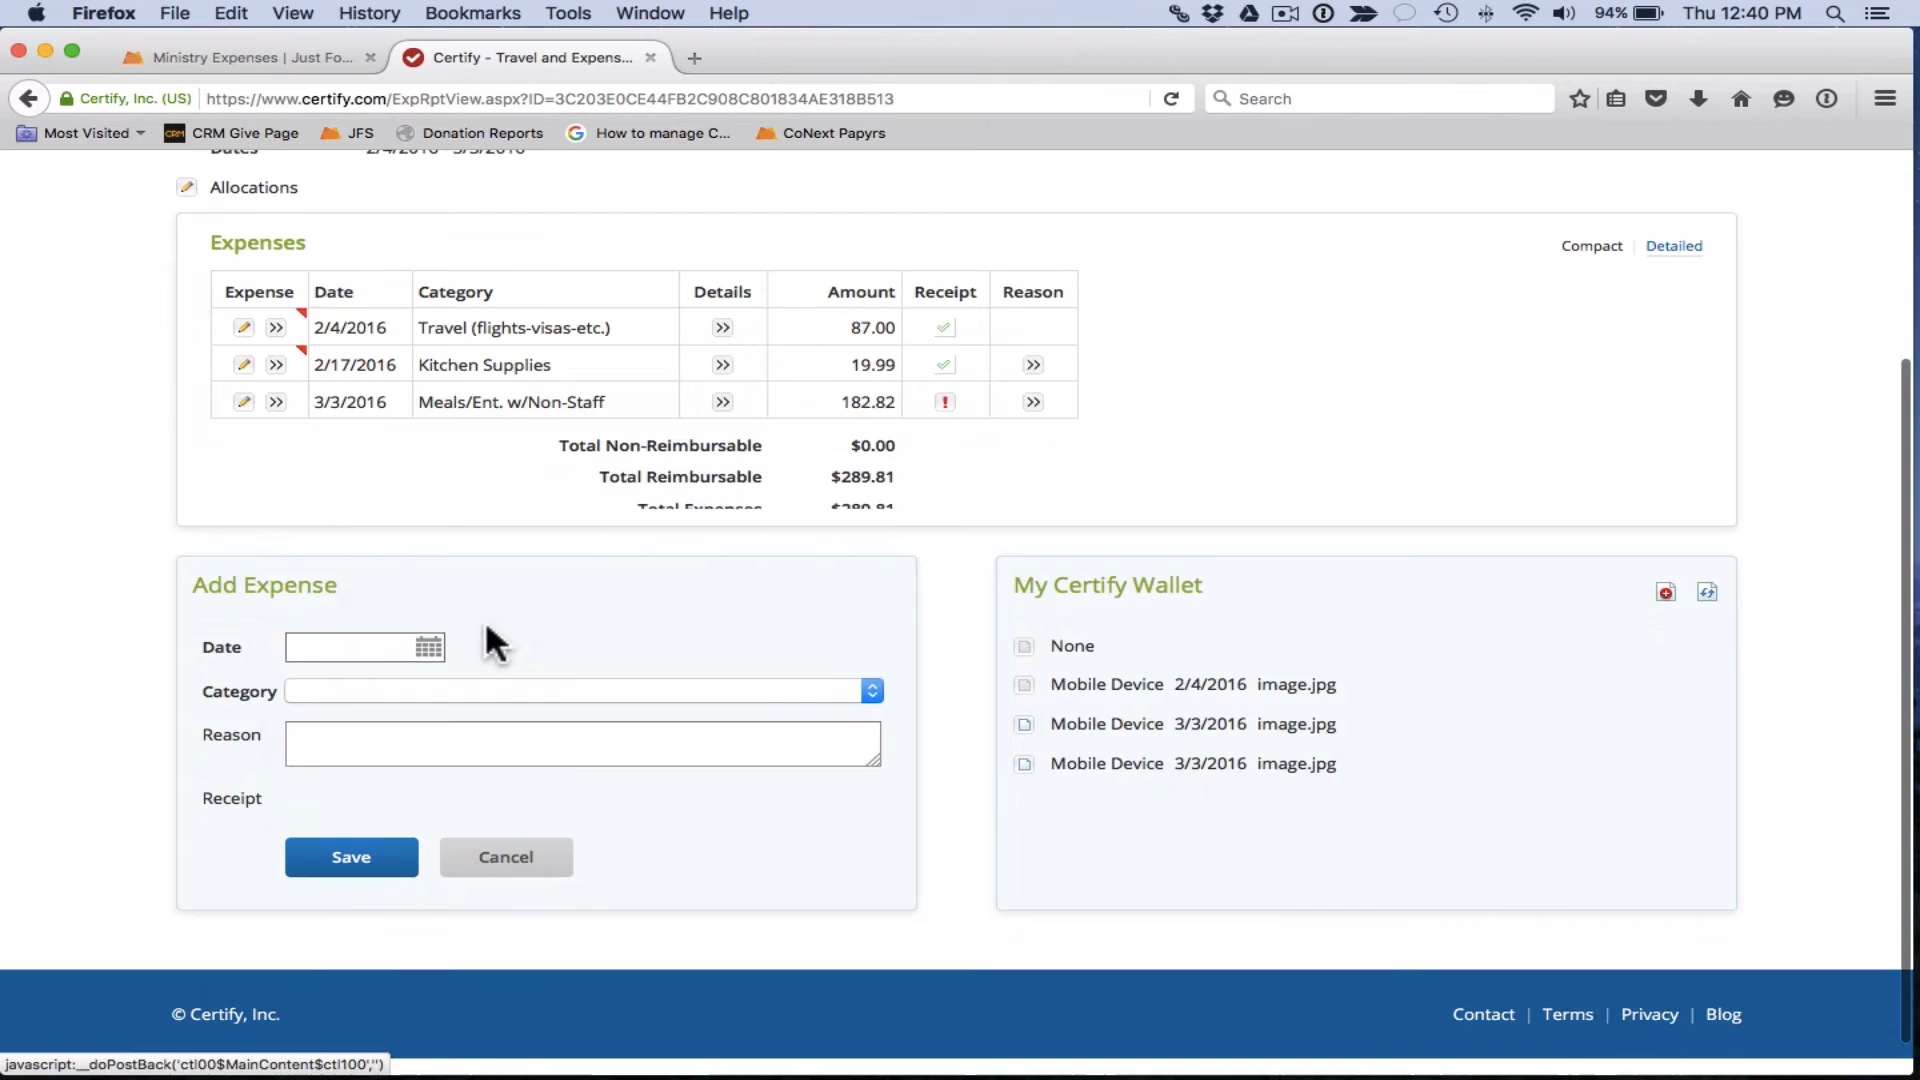 Firefox File Edit View History Bookmarks Tools Window Help 94% Thu 12:40 PM
Ministry Expenses | Just Fo... Certify - Travel and Expens...
Certify, Inc. (US) https://www.certify.com/ExpRptView.aspx?ID=3C203E0CE44FB2C908C801834AE318B513 Search
Most Visited CRM CRM Give Page JFS Donation Reports How to manage C... CoNext Papyrs
Dates 2/4/2016 - 3/3/2016
Allocations
Expenses Compact Detailed
Expense Date Category Details Amount Receipt Reason
2/4/2016 Travel (flights-visas-etc.) 87.00
2/17/2016 Kitchen Supplies 19.99
3/3/2016 Meals/Ent. w/Non-Staff 182.82
Total Non-Reimbursable $0.00
Total Reimbursable $289.81
Total Expenses $289.81
Add Expense My Certify Wallet
Date None
Category Mobile Device 2/4/2016 image.jpg
Reason Mobile Device 3/3/2016 image.jpg
Mobile Device 3/3/2016 image.jpg
Receipt
Save Cancel
© Certify, Inc. Contact | Terms | Privacy | Blog
javascript:__doPostBack('ctl00$MainContent$ctl100','')